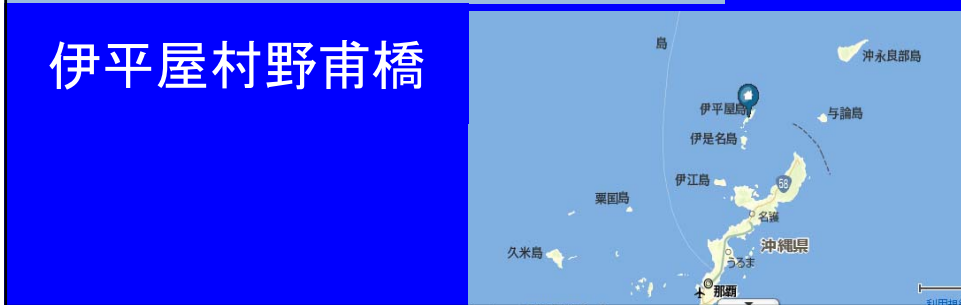 伊平屋村野甫橋
島
沖永良部島
伊平屋島
与論島
伊是名島
伊江島
58
粟国島
名護
久米島
沖縄県
うるま
那覇